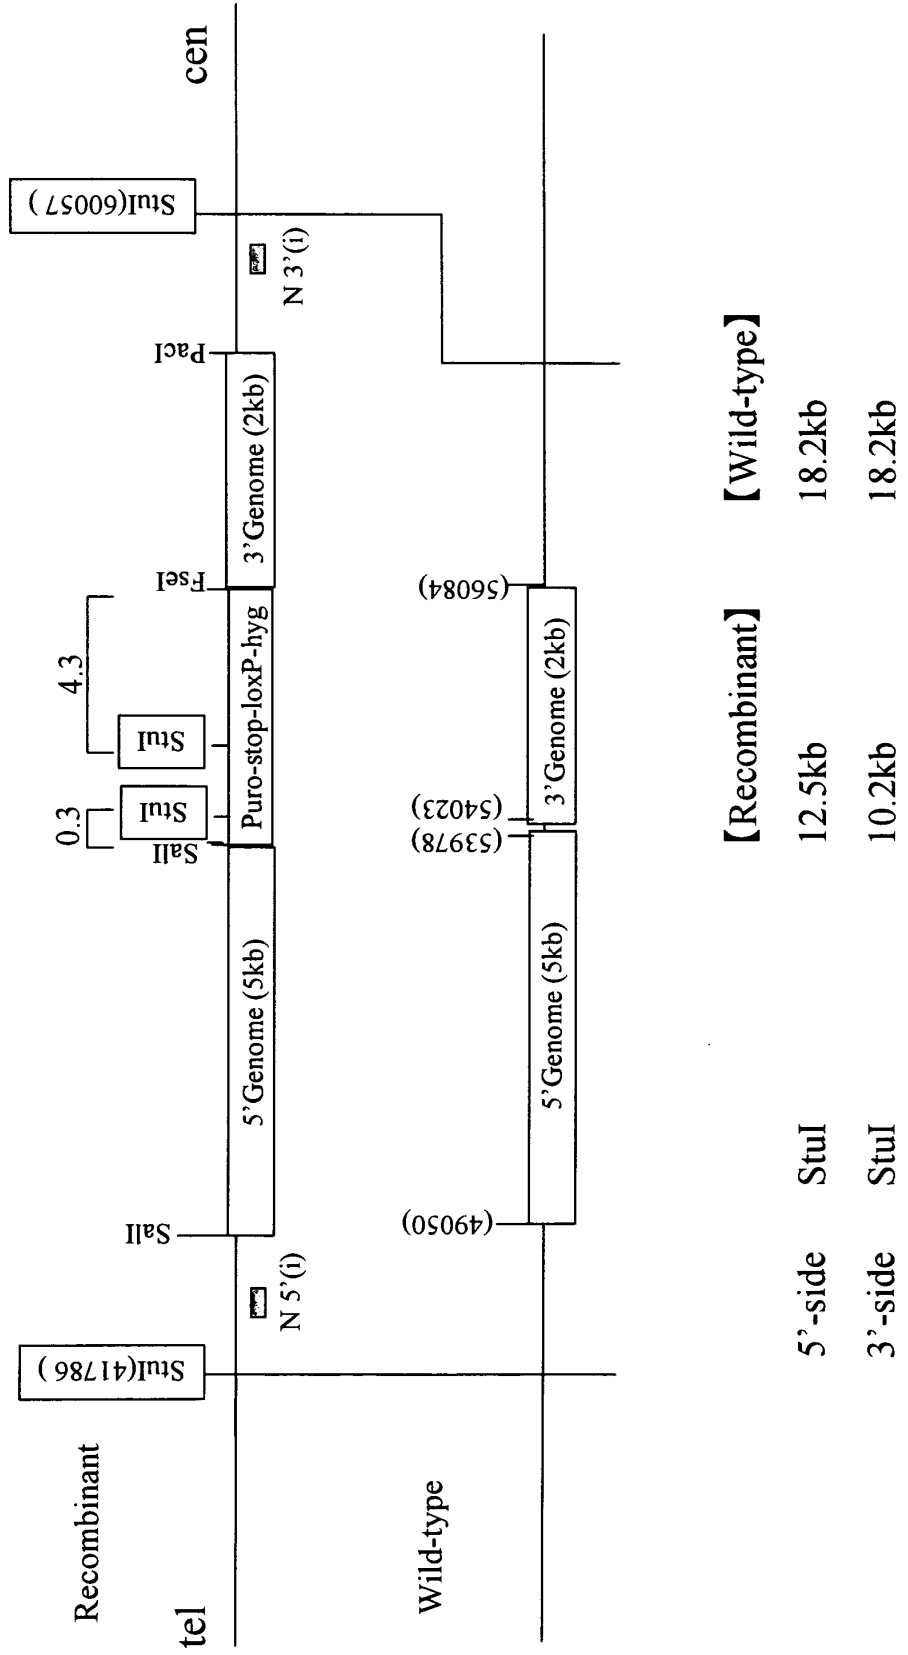 Recombinant
tel
cen
StuI(41786)
StuI(60057)
0.3
4.3
StuI
StuI
SalI
SalI
FseI
PacI
5'Genome (5kb)
Puro-stop-loxP-hyg
3'Genome (2kb)
N 5'(i)
N 3'(i)
Wild-type
(49050)
(53978)
(54023)
(56084)
5'Genome (5kb)
3'Genome (2kb)
【Recombinant】 【Wild-type】
5'-side StuI 12.5kb 18.2kb
3'-side StuI 10.2kb 18.2kb